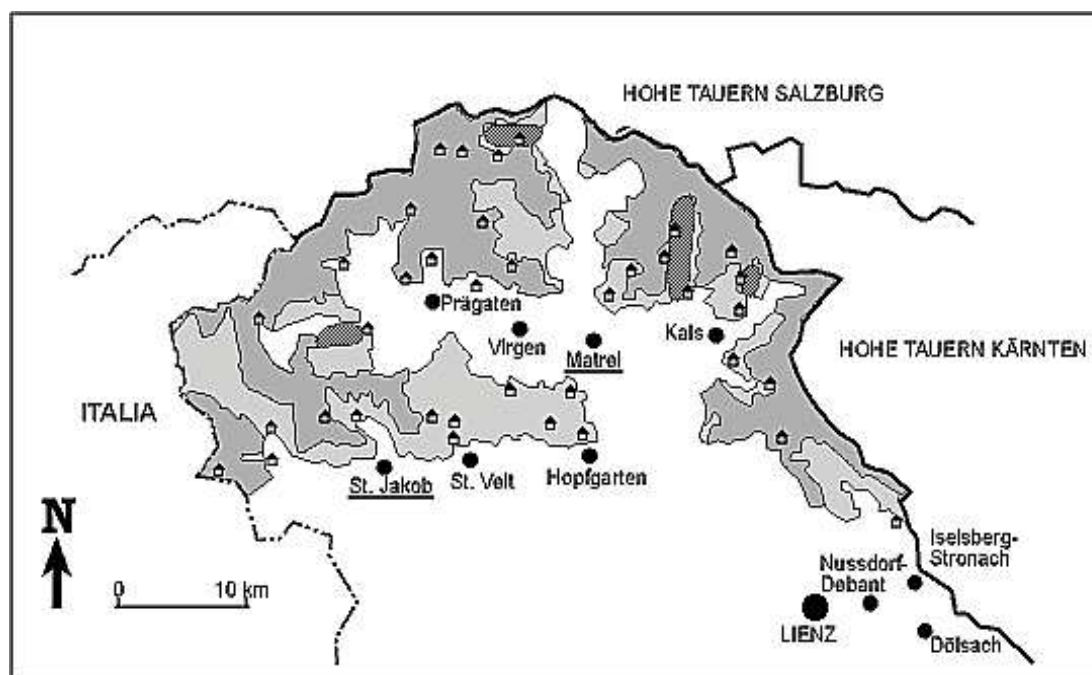 HOHE TAUERN SALZBURG
Prägaten
Virgen
Matrei
Kals
HOHE TAUERN KÄRNTEN
ITALIA
St. Jakob
St. Veit
Hopfgarten
N
0 10 km
Iselsberg-
Stronach
Nussdorf-
Debant
LIENZ
Dölsach